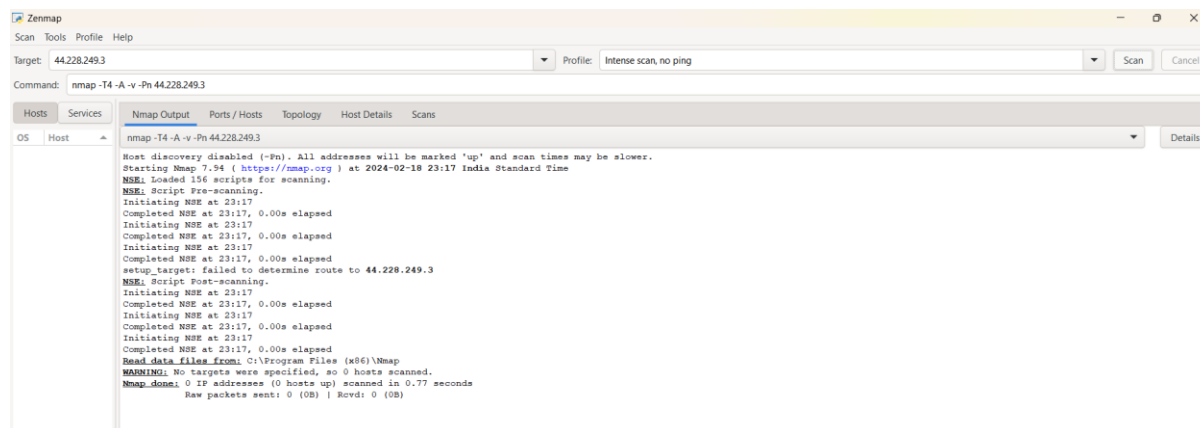 Zenmap
Scan Tools Profile Help
Target: 44.228.249.3 Profile: Intense scan, no ping Scan Cancel
Command: nmap -T4 -A -v -Pn 44.228.249.3
Hosts Services Nmap Output Ports / Hosts Topology Host Details Scans
OS Host nmap -T4 -A -v -Pn 44.228.249.3 Details
Host discovery disabled (-Pn). All addresses will be marked 'up' and scan times may be slower.
Starting Nmap 7.94 ( https://nmap.org ) at 2024-02-18 23:17 India Standard Time
NSE: Loaded 156 scripts for scanning.
NSE: Script Pre-scanning.
Initiating NSE at 23:17
Completed NSE at 23:17, 0.00s elapsed
Initiating NSE at 23:17
Completed NSE at 23:17, 0.00s elapsed
Initiating NSE at 23:17
Completed NSE at 23:17, 0.00s elapsed
setup_target: failed to determine route to 44.228.249.3
NSE: Script Post-scanning.
Initiating NSE at 23:17
Completed NSE at 23:17, 0.00s elapsed
Initiating NSE at 23:17
Completed NSE at 23:17, 0.00s elapsed
Initiating NSE at 23:17
Completed NSE at 23:17, 0.00s elapsed
Read data files from: C:\Program Files (x86)\Nmap
WARNING: No targets were specified, so 0 hosts scanned.
Nmap done: 0 IP addresses (0 hosts up) scanned in 0.77 seconds
Raw packets sent: 0 (0B) | Rcvd: 0 (0B)